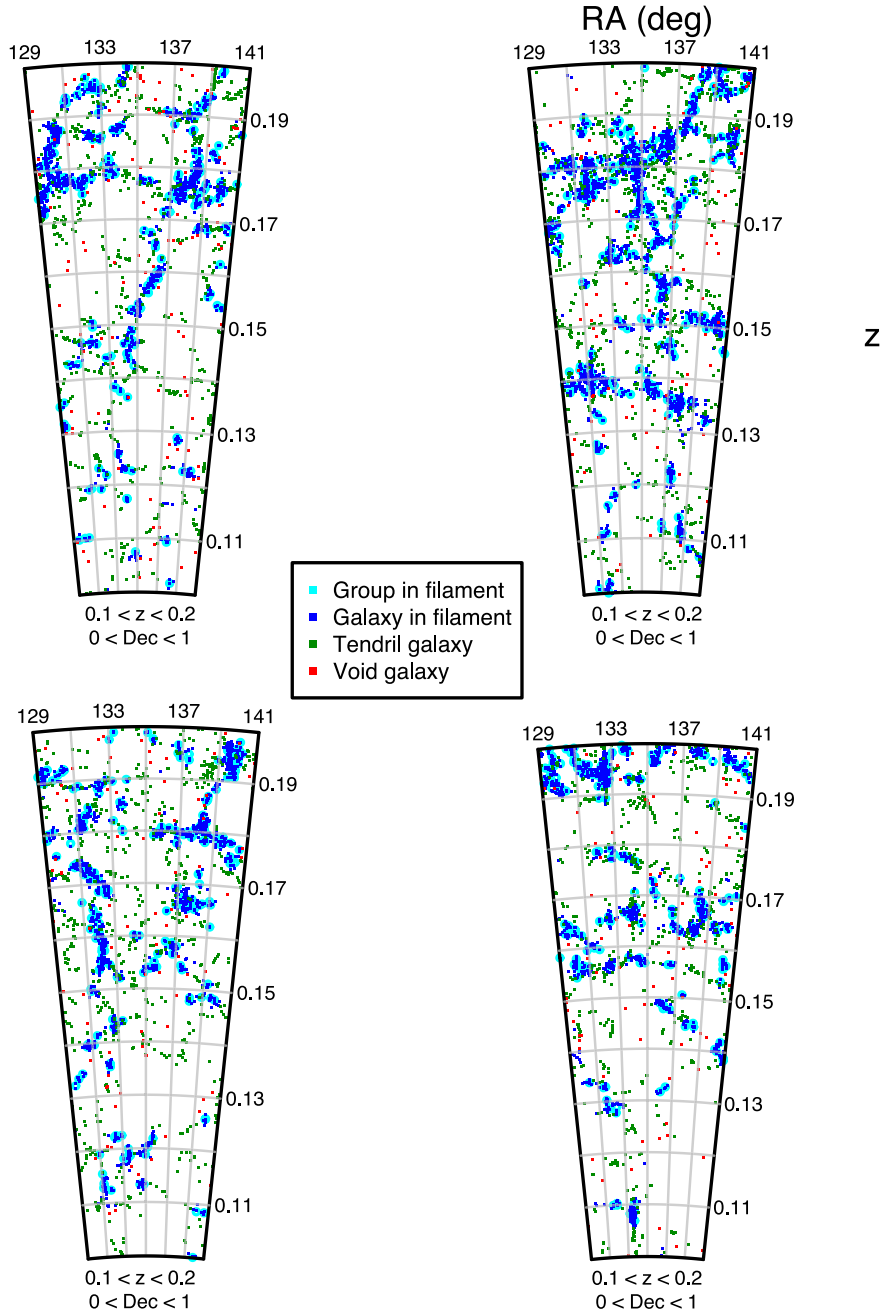 RA (deg)
129 133 137 141
129 133 137 141
0.19
0.17
0.15
0.13
0.11
0.19
0.17
0.15
0.13
0.11
z
0.1 < z < 0.2
0 < Dec < 1
0.1 < z < 0.2
0 < Dec < 1
Group in filament
Galaxy in filament
Tendril galaxy
Void galaxy
129 133 137 141
129 133 137 141
0.19
0.17
0.15
0.13
0.11
0.19
0.17
0.15
0.13
0.11
0.1 < z < 0.2
0 < Dec < 1
0.1 < z < 0.2
0 < Dec < 1